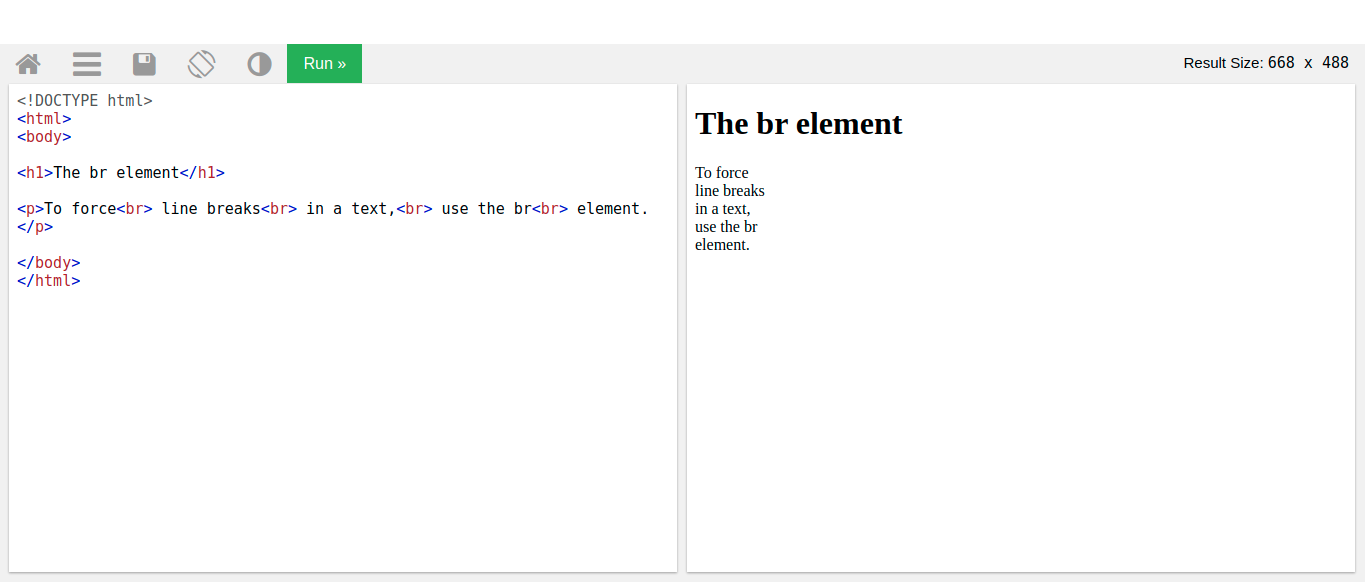 Run »
Result Size: 668 x 488
<!DOCTYPE html>
<html>
<body>
<h1>The br element</h1>
<p>To force<br> line breaks<br> in a text,<br> use the br<br> element.
</p>
</body>
</html>
The br element
To force
line breaks
in a text,
use the br
element.